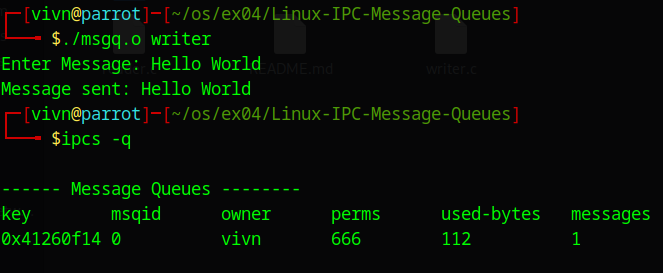 ┌─[vivn@parrot]─[~/os/ex04/Linux-IPC-Message-Queues]
└──╼ $./msgq.o writer
Enter Message: Hello World
Message sent: Hello World
┌─[vivn@parrot]─[~/os/ex04/Linux-IPC-Message-Queues]
└──╼ $ipcs -q
------ Message Queues --------
key msqid owner perms used-bytes messages
0x41260f14 0 vivn 666 112 1
README.md
writer.c